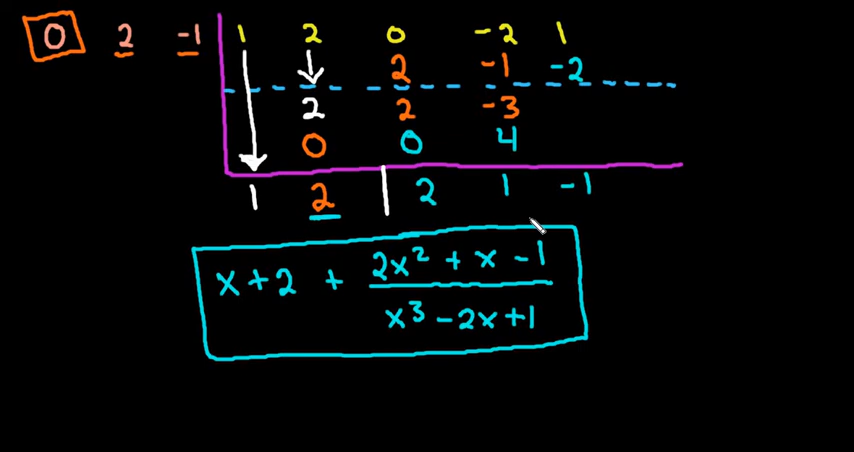 0 2 -1 1 2 0 -2 1
2 -1 -2
2 2 -3
0 0 4
1 2 2 1 -1
x+2 + (2x² + x - 1)/(x³ - 2x + 1)